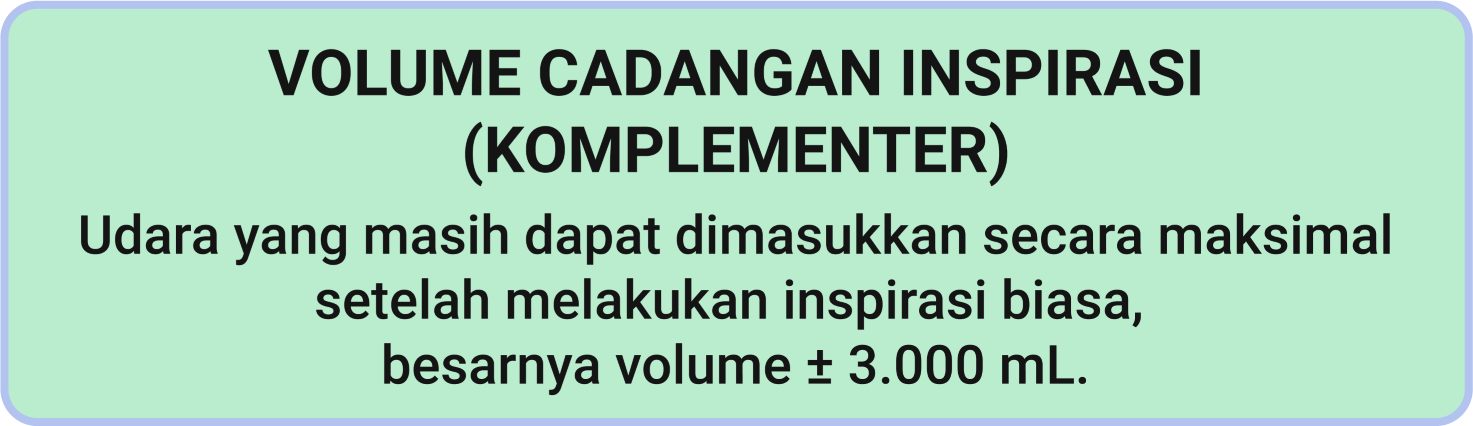 VOLUME CADANGAN INSPIRASI
(KOMPLEMENTER)
Udara yang masih dapat dimasukkan secara maksimal
setelah melakukan inspirasi biasa,
besarnya volume ± 3.000 mL.